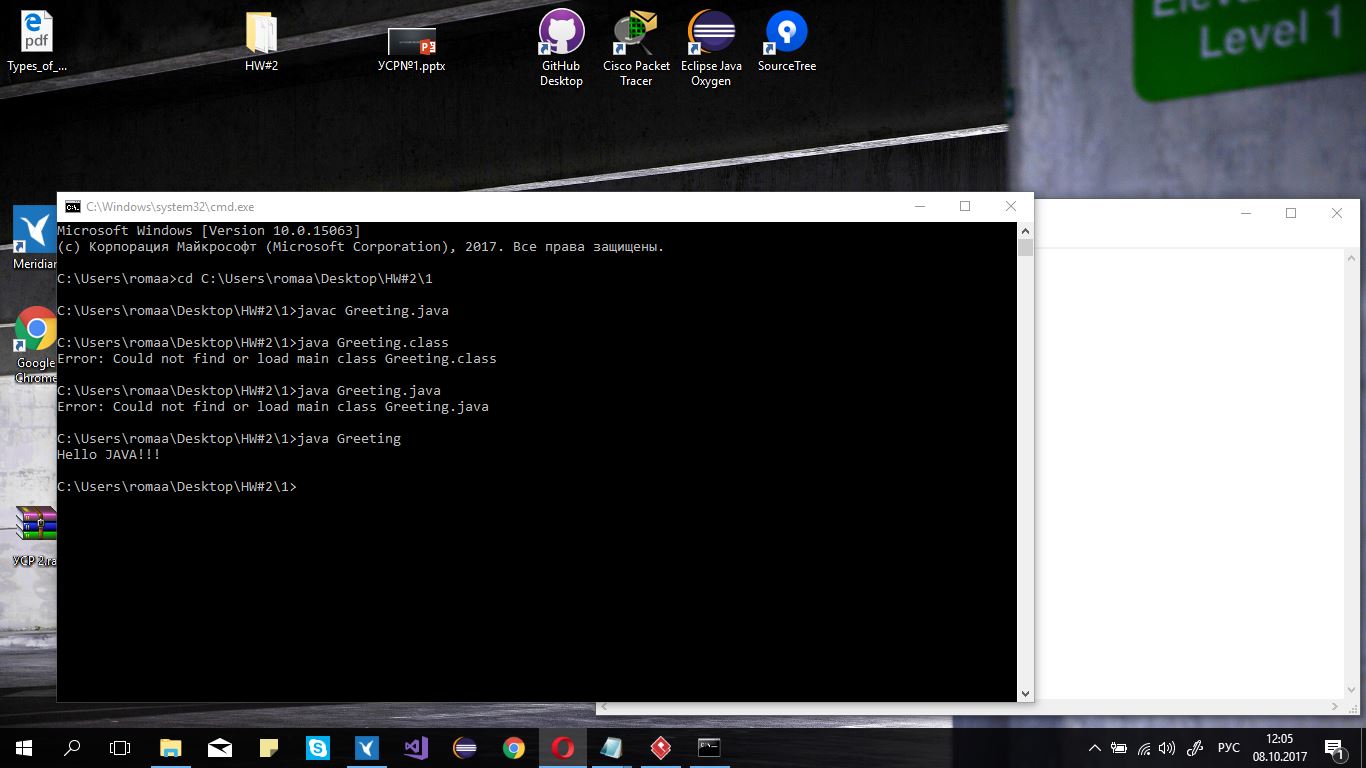 Eleva
Level 1
pdf
Types_of_...
HW#2
УСР№1.pptx
GitHub
Desktop
Cisco Packet
Tracer
Eclipse Java
Oxygen
SourceTree
Meridian
Google
Chrome
УСР 2.ra
C:\Windows\system32\cmd.exe
Microsoft Windows [Version 10.0.15063]
(c) Корпорация Майкрософт (Microsoft Corporation), 2017. Все права защищены.
C:\Users\romaa>cd C:\Users\romaa\Desktop\HW#2\1
C:\Users\romaa\Desktop\HW#2\1>javac Greeting.java
C:\Users\romaa\Desktop\HW#2\1>java Greeting.class
Error: Could not find or load main class Greeting.class
C:\Users\romaa\Desktop\HW#2\1>java Greeting.java
Error: Could not find or load main class Greeting.java
C:\Users\romaa\Desktop\HW#2\1>java Greeting
Hello JAVA!!!
C:\Users\romaa\Desktop\HW#2\1>
РУС
12:05
08.10.2017
1